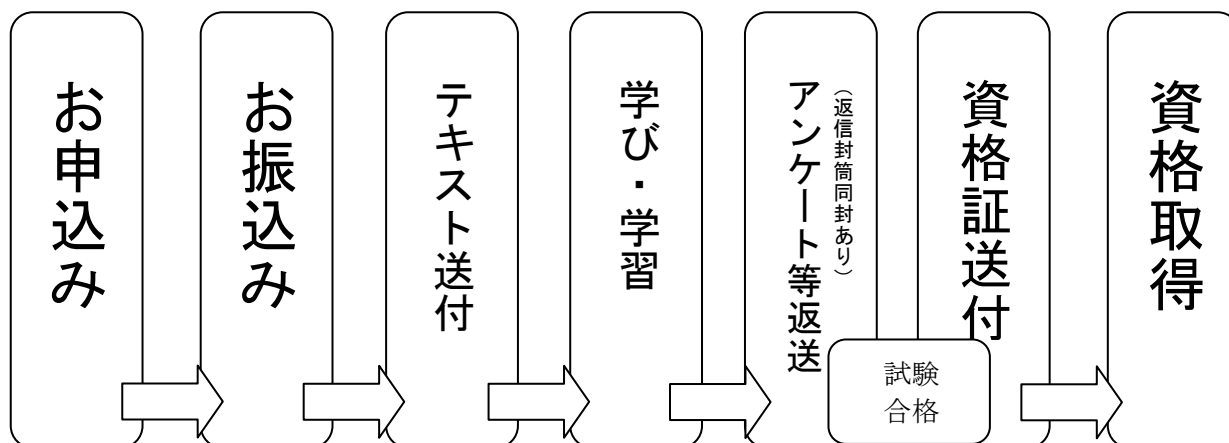 お申込み
お振込み
テキスト送付
学び・学習
(返信封筒同封あり)
アンケート等返送
試験
合格
資格証送付
資格取得